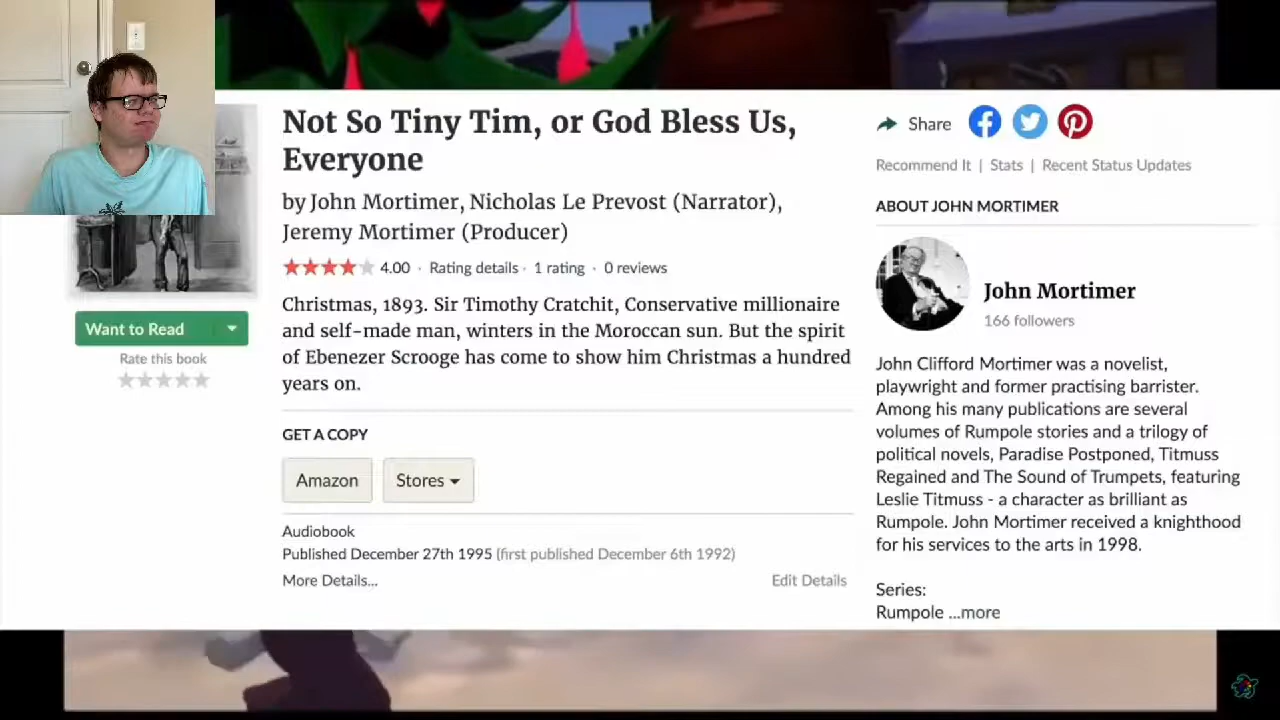 Not So Tiny Tim, or God Bless Us,
Everyone
by John Mortimer, Nicholas Le Prevost (Narrator),
Jeremy Mortimer (Producer)
4.00 · Rating details · 1 rating · 0 reviews
Christmas, 1893. Sir Timothy Cratchit, Conservative millionaire
and self-made man, winters in the Moroccan sun. But the spirit
of Ebenezer Scrooge has come to show him Christmas a hundred
years on.
Want to Read
Rate this book
GET A COPY
Amazon
Stores
Audiobook
Published December 27th 1995 (first published December 6th 1992)
More Details...
Edit Details
Share
Recommend It | Stats | Recent Status Updates
ABOUT JOHN MORTIMER
John Mortimer
166 followers
John Clifford Mortimer was a novelist,
playwright and former practising barrister.
Among his many publications are several
volumes of Rumpole stories and a trilogy of
political novels, Paradise Postponed, Titmuss
Regained and The Sound of Trumpets, featuring
Leslie Titmuss - a character as brilliant as
Rumpole. John Mortimer received a knighthood
for his services to the arts in 1998.
Series:
Rumpole ...more